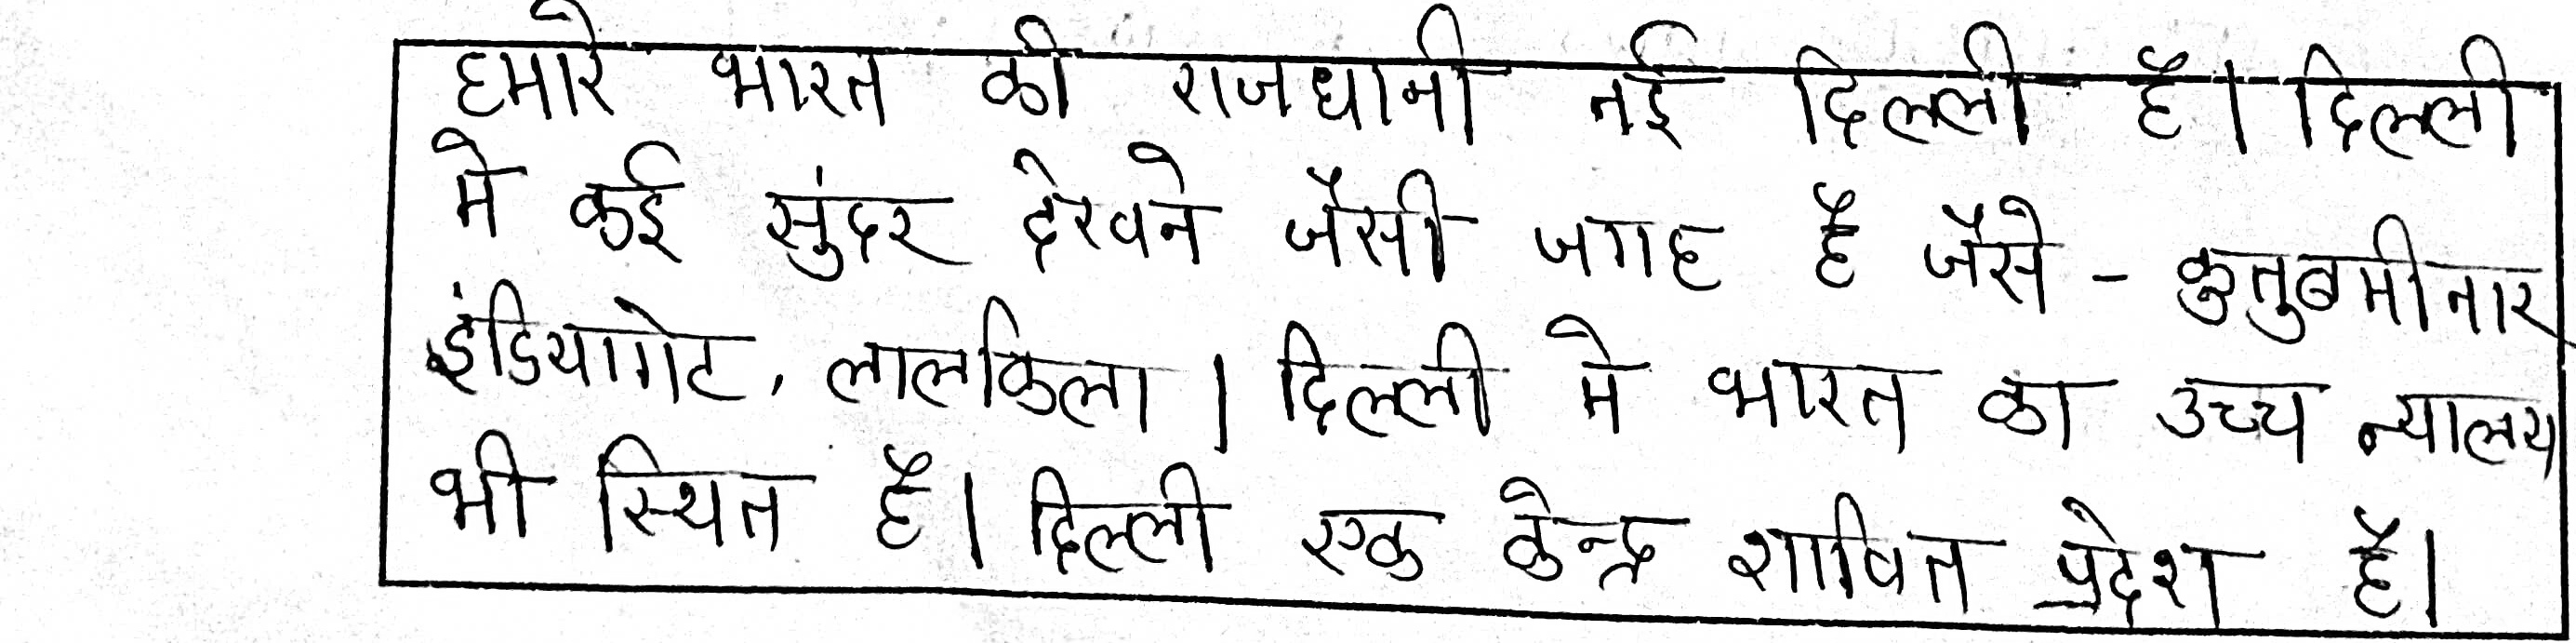 हमारे भारत की राजधानी नई दिल्ली है। दिल्ली
मे कई सुंदर देखने जैसी जगह है जैसे - कुतुबमीनार
इंडियागेट, लालकिला । दिल्ली मे भारत का उच्च न्यालय
भी स्थित है। दिल्ली एक केन्द्र शाषित प्रदेश है।